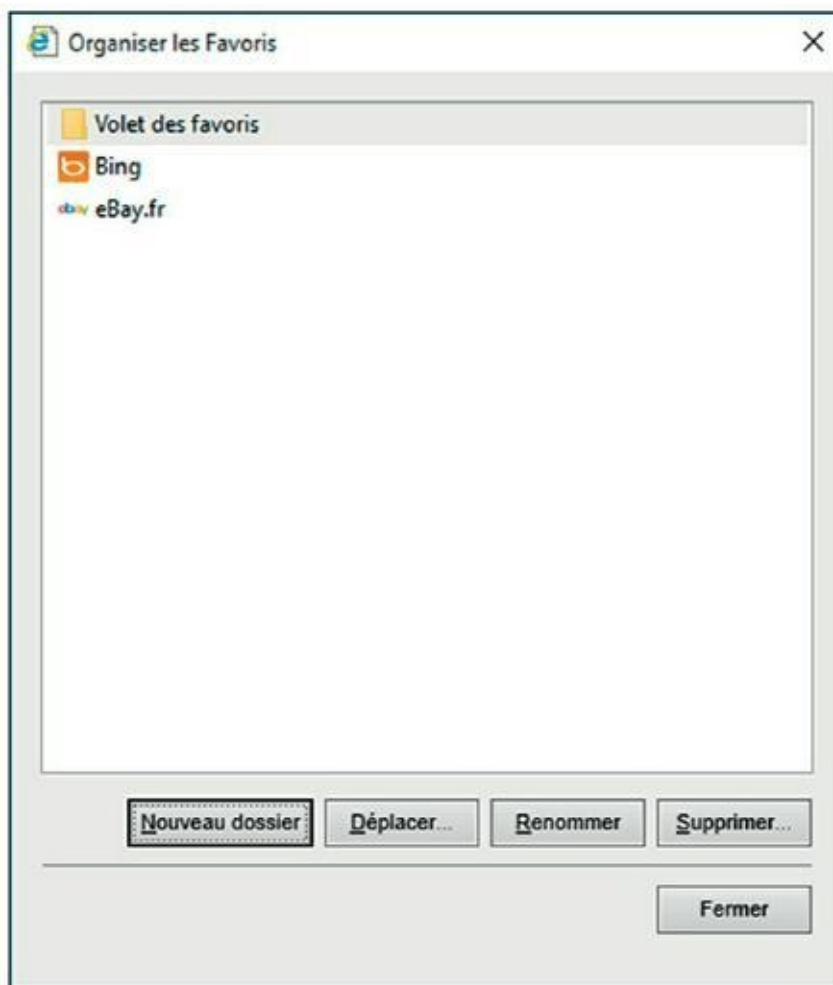 Organiser les Favoris
Volet des favoris
Bing
ebay eBay.fr
Nouveau dossier Déplacer... Renommer Supprimer...
Fermer